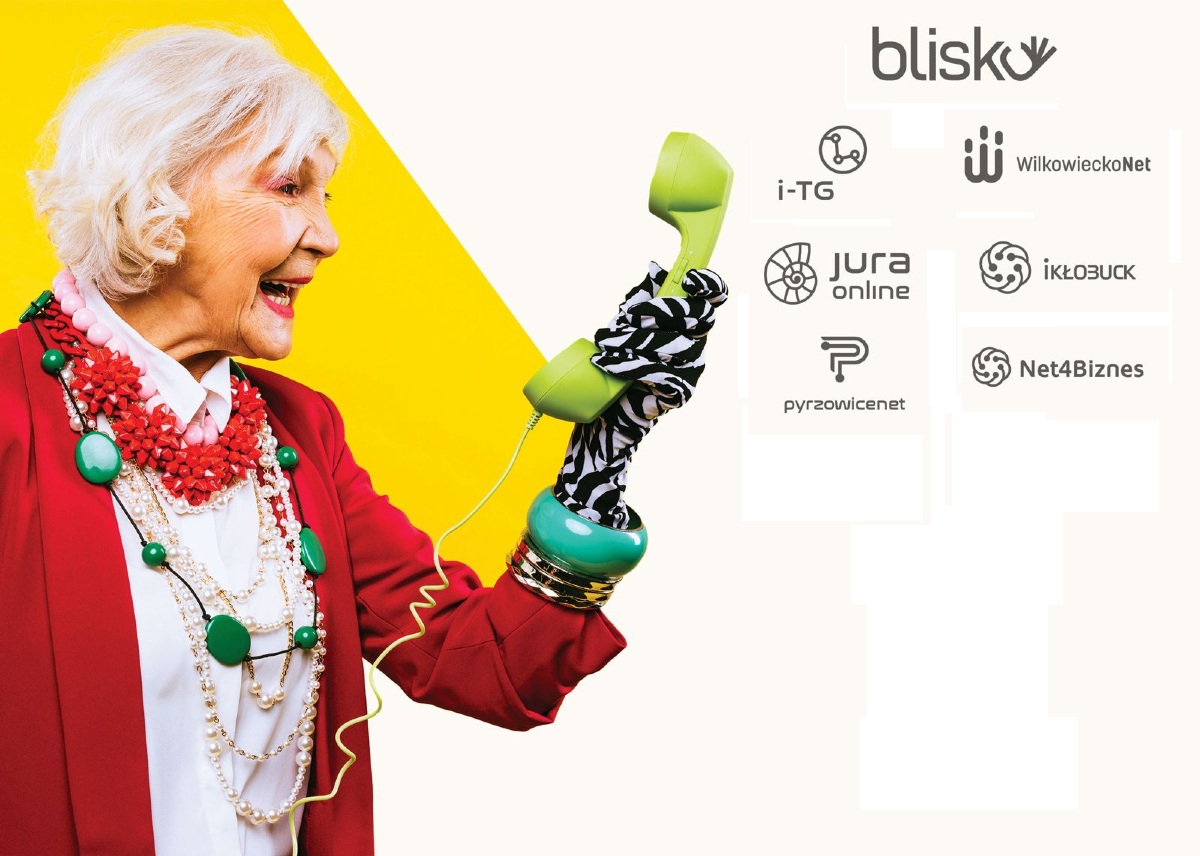 blisko
i-TG
WilkowieckoNet
jura
online
iKŁOBUCK
pyrzowicenet
Net4Biznes